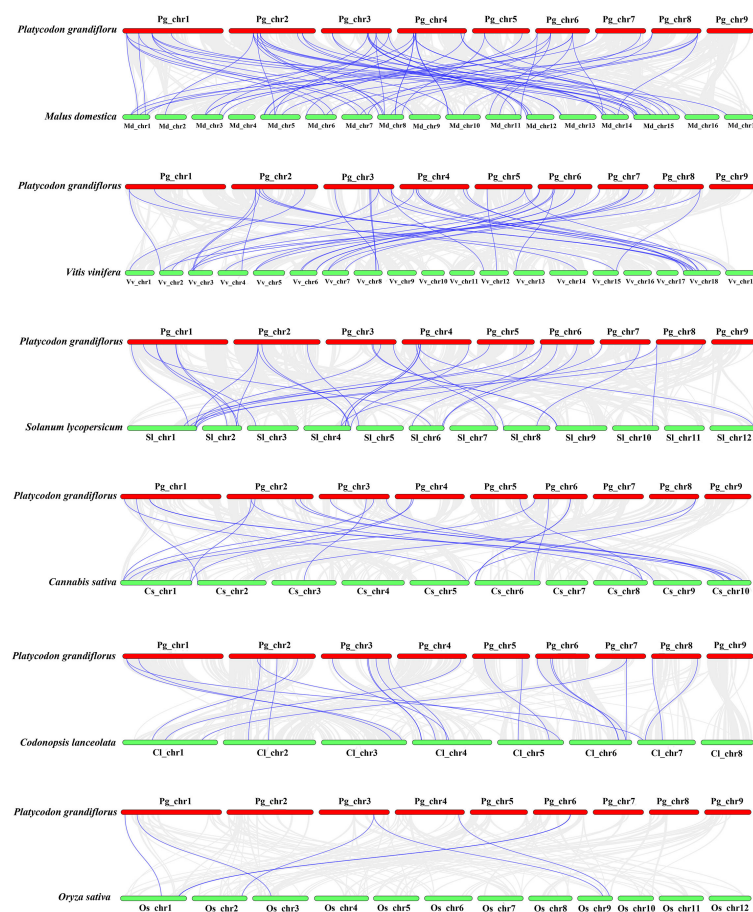 Pg_chr1 Pg_chr2 Pg_chr3 Pg_chr4 Pg_chr5 Pg_chr6 Pg_chr7 Pg_chr8 Pg_chr9
Platycodon grandifloru
Malus domestica
Md_chr1 Md_chr2 Md_chr3 Md_chr4 Md_chr5 Md_chr6 Md_chr7 Md_chr8 Md_chr9 Md_chr10 Md_chr11 Md_chr12 Md_chr13 Md_chr14 Md_chr15 Md_chr16 Md_chr1
Pg_chr1 Pg_chr2 Pg_chr3 Pg_chr4 Pg_chr5 Pg_chr6 Pg_chr7 Pg_chr8 Pg_chr9
Platycodon grandiflorus
Vitis vinifera
Vv_chr1 Vv_chr2 Vv_chr3 Vv_chr4 Vv_chr5 Vv_chr6 Vv_chr7 Vv_chr8 Vv_chr9 Vv_chr10 Vv_chr11 Vv_chr12 Vv_chr13 Vv_chr14 Vv_chr15 Vv_chr16 Vv_chr17 Vv_chr18 Vv_chr1
Pg_chr1 Pg_chr2 Pg_chr3 Pg_chr4 Pg_chr5 Pg_chr6 Pg_chr7 Pg_chr8 Pg_chr9
Platycodon grandiflorus
Solanum lycopersicum
Sl_chr1 Sl_chr2 Sl_chr3 Sl_chr4 Sl_chr5 Sl_chr6 Sl_chr7 Sl_chr8 Sl_chr9 Sl_chr10 Sl_chr11 Sl_chr12
Pg_chr1 Pg_chr2 Pg_chr3 Pg_chr4 Pg_chr5 Pg_chr6 Pg_chr7 Pg_chr8 Pg_chr9
Platycodon grandiflorus
Cannabis sativa
Cs_chr1 Cs_chr2 Cs_chr3 Cs_chr4 Cs_chr5 Cs_chr6 Cs_chr7 Cs_chr8 Cs_chr9 Cs_chr10
Pg_chr1 Pg_chr2 Pg_chr3 Pg_chr4 Pg_chr5 Pg_chr6 Pg_chr7 Pg_chr8 Pg_chr9
Platycodon grandiflorus
Codonopsis lanceolata
Cl_chr1 Cl_chr2 Cl_chr3 Cl_chr4 Cl_chr5 Cl_chr6 Cl_chr7 Cl_chr8
Pg_chr1 Pg_chr2 Pg_chr3 Pg_chr4 Pg_chr5 Pg_chr6 Pg_chr7 Pg_chr8 Pg_chr9
Platycodon grandiflorus
Oryza sativa
Os_chr1 Os_chr2 Os_chr3 Os_chr4 Os_chr5 Os_chr6 Os_chr7 Os_chr8 Os_chr9 Os_chr10 Os_chr11 Os_chr12